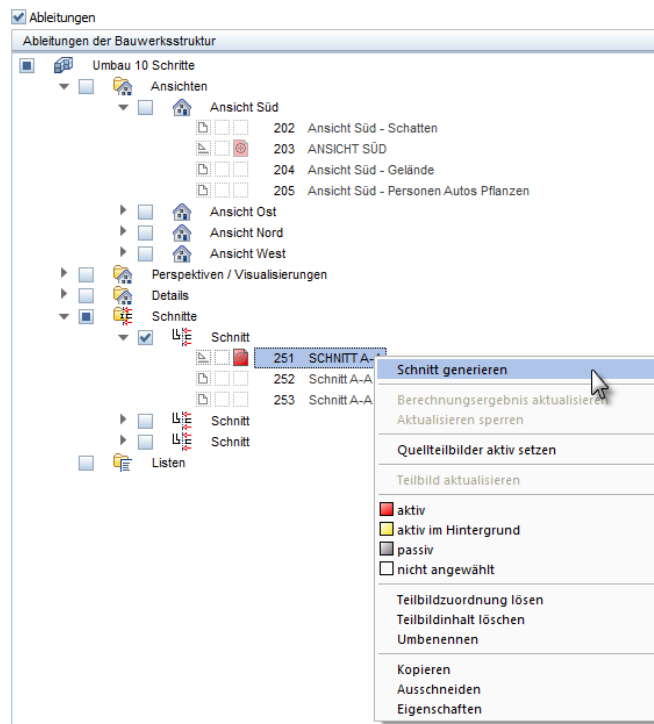 Ableitungen
Ableitungen der Bauwerksstruktur
Umbau 10 Schritte
Ansichten
Ansicht Süd
202 Ansicht Süd - Schatten
203 ANSICHT SÜD
204 Ansicht Süd - Gelände
205 Ansicht Süd - Personen Autos Pflanzen
Ansicht Ost
Ansicht Nord
Ansicht West
Perspektiven / Visualisierungen
Details
Schnitte
Schnitt
251 SCHNITT A-A
252 Schnitt A-A
253 Schnitt A-A
Schnitt
Schnitt
Listen
Schnitt generieren
Berechnungsergebnis aktualisieren
Aktualisieren sperren
Quellteilbilder aktiv setzen
Teilbild aktualisieren
aktiv
aktiv im Hintergrund
passiv
nicht angewählt
Teilbildzuordnung lösen
Teilbildinhalt löschen
Umbenennen
Kopieren
Ausschneiden
Eigenschaften